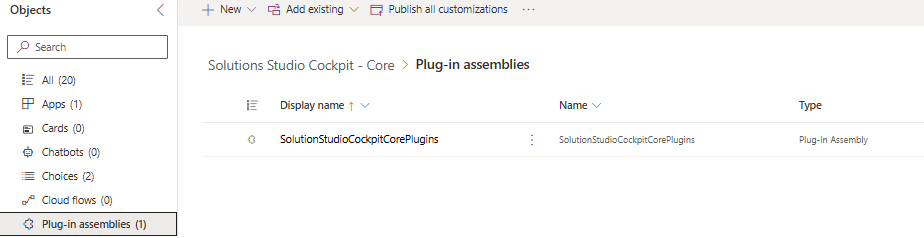 Objects
New
Add existing
Publish all customizations
Search
All (20)
Apps (1)
Cards (0)
Chatbots (0)
Choices (2)
Cloud flows (0)
Plug-in assemblies (1)
Solutions Studio Cockpit - Core > Plug-in assemblies
Display name ↑
Name
Type
SolutionStudioCockpitCorePlugins
SolutionStudioCockpitCorePlugins
Plug-In Assembly